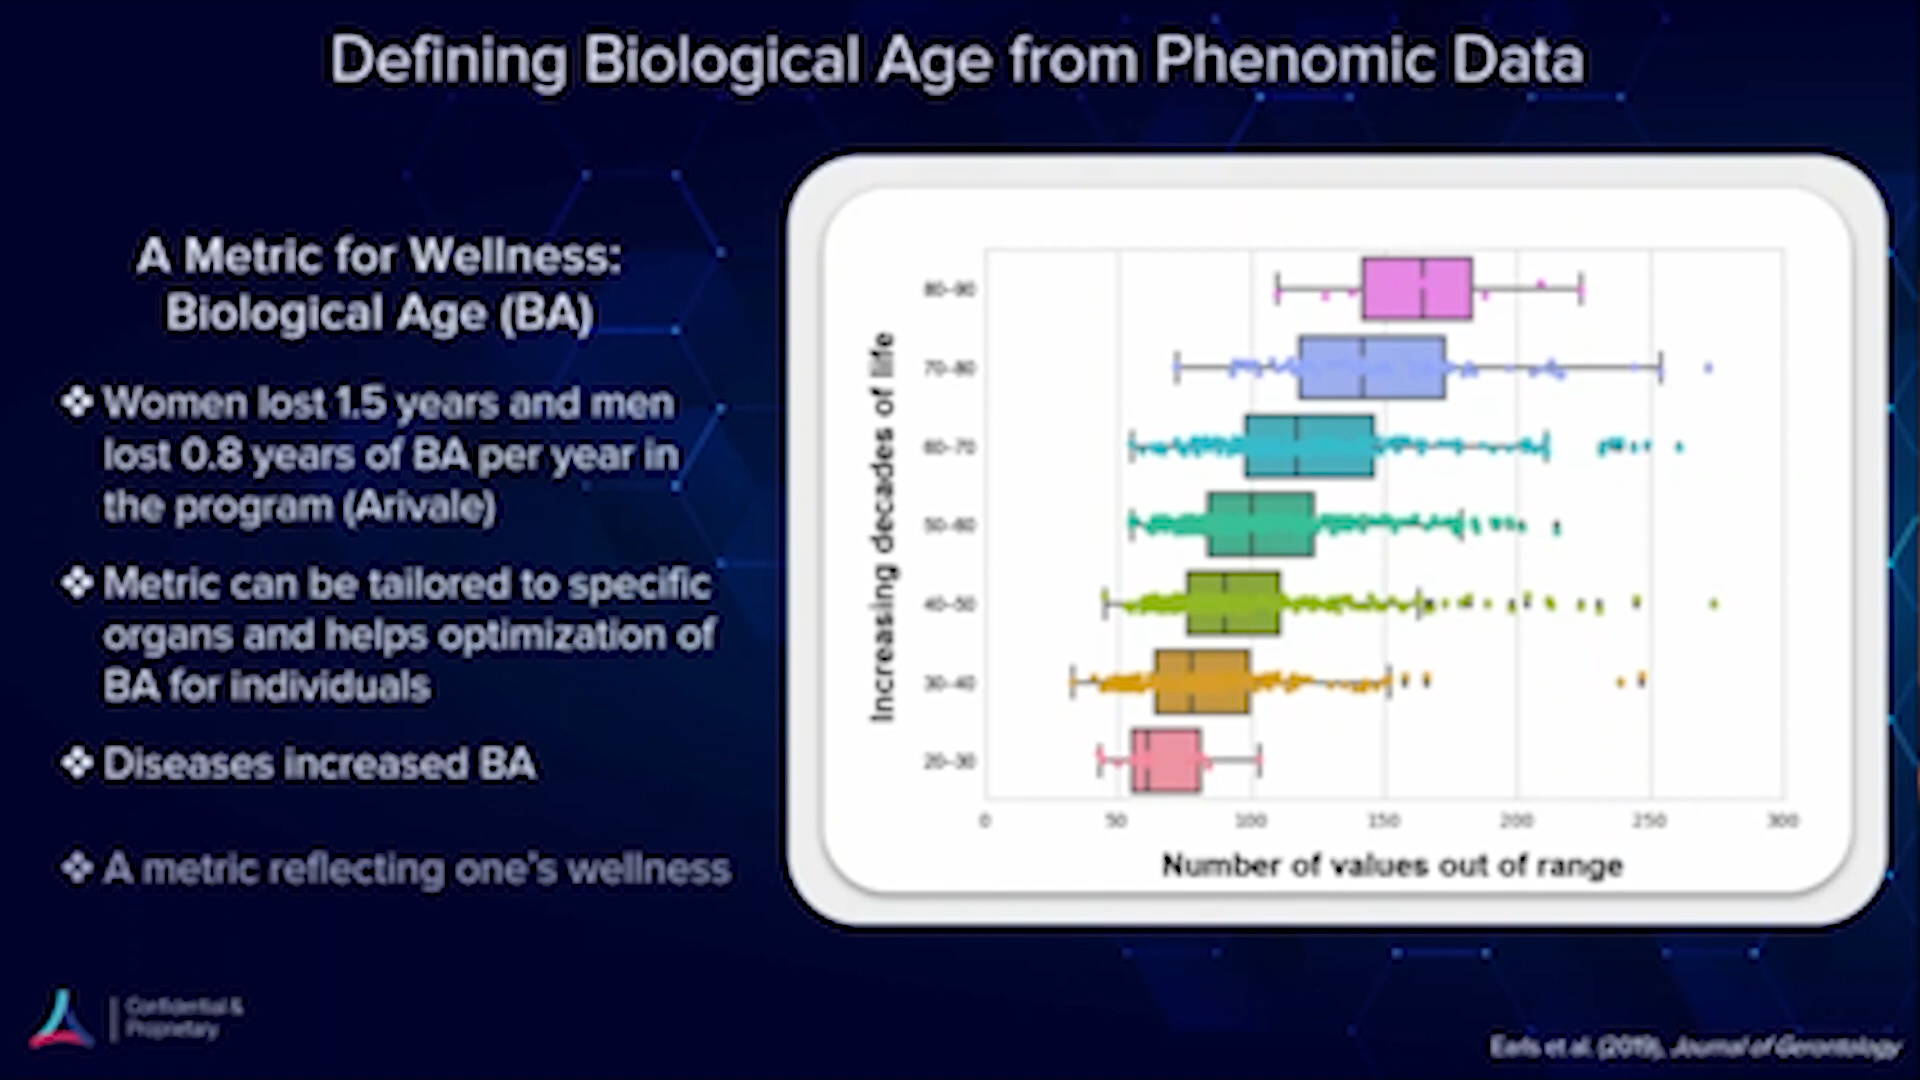 Defining Biological Age from Phenomic Data
A Metric for Wellness:
Biological Age (BA)
❖ Women lost 1.5 years and men
lost 0.8 years of BA per year in
the program (Arivale)
❖ Metric can be tailored to specific
organs and helps optimization of
BA for individuals
❖ Diseases increased BA
❖ A metric reflecting one's wellness
Increasing decades of life
80-90
70-80
60-70
50-60
40-50
30-40
20-30
0 50 100 150 200 250 300
Number of values out of range
Confidential &
Proprietary
Earls et al. (2019), Journal of Gerontology